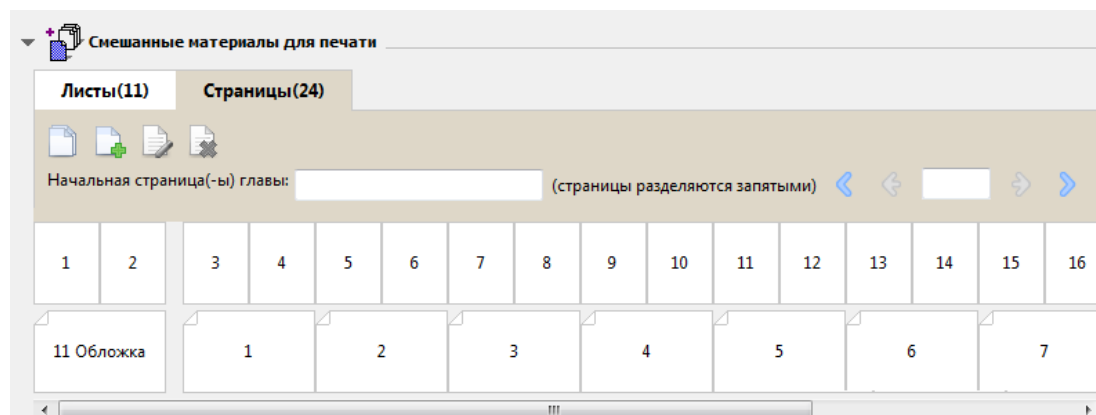 Смешанные материалы для печати
Листы(11) Страницы(24)
Начальная страница(-ы) главы: (страницы разделяются запятыми)
1 2 3 4 5 6 7 8 9 10 11 12 13 14 15 16
11 Обложка 1 2 3 4 5 6 7